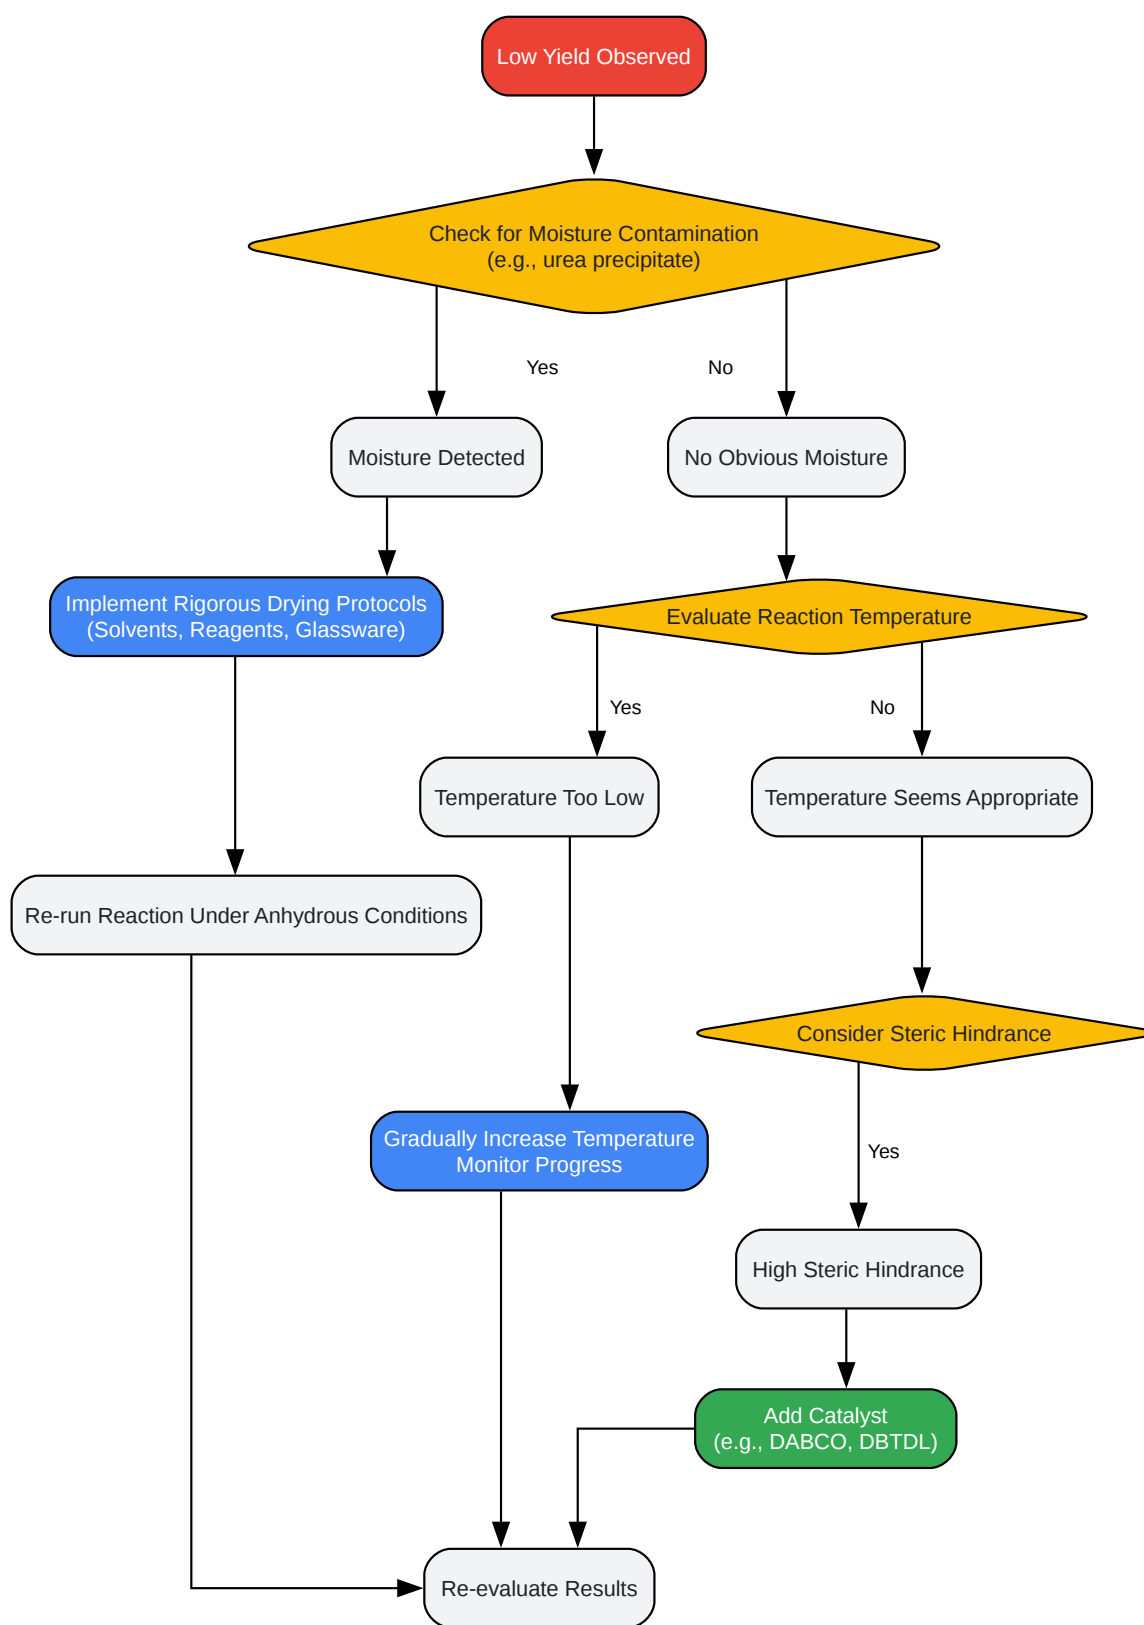 Low Yield Observed
Check for Moisture Contamination
(e.g., urea precipitate)
Yes
No
Moisture Detected
No Obvious Moisture
Implement Rigorous Drying Protocols
(Solvents, Reagents, Glassware)
Evaluate Reaction Temperature
Yes
No
Temperature Too Low
Temperature Seems Appropriate
Re-run Reaction Under Anhydrous Conditions
Consider Steric Hindrance
Gradually Increase Temperature
Monitor Progress
Yes
High Steric Hindrance
Add Catalyst
(e.g., DABCO, DBTDL)
Re-evaluate Results